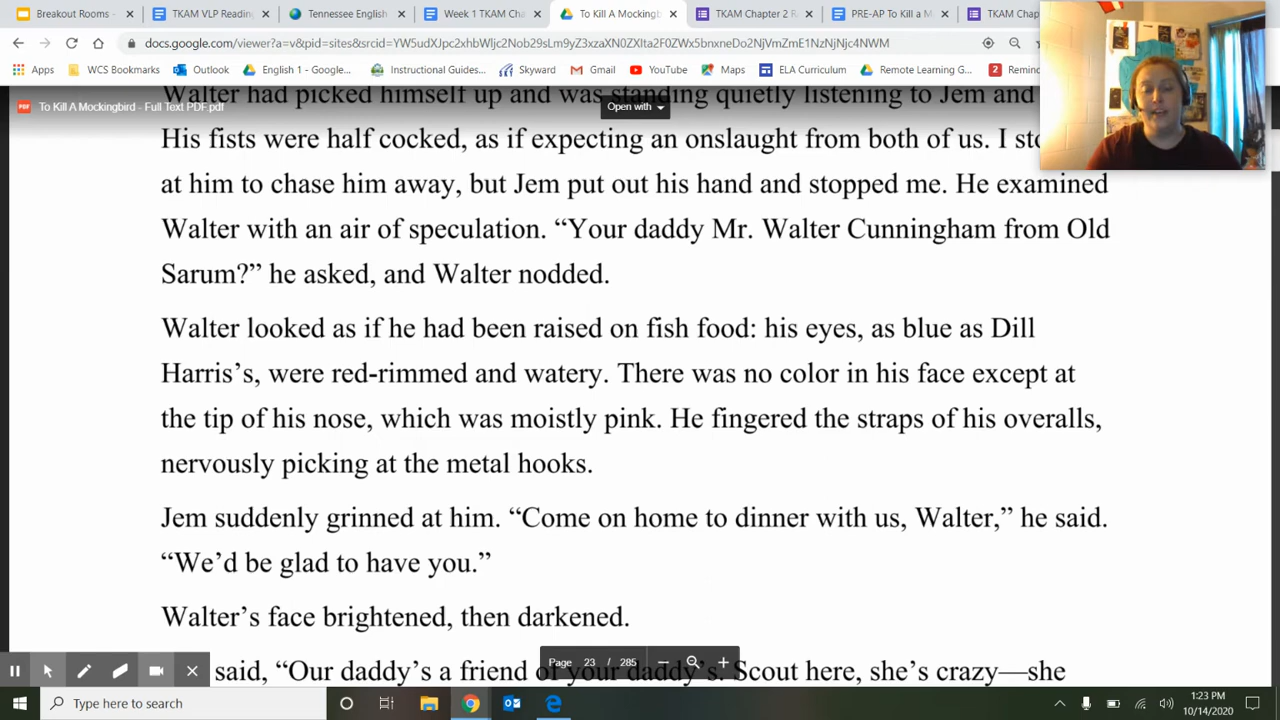 Breakout Rooms -
TKAM VLP Reading
Tennessee English
Week 1 TKAM Cha
To Kill A Mockingb
TKAM Chapter 2 R
PRE-AP To Kill a M
TKAM Chap
docs.google.com/viewer?a=v&pid=sites&srcid=
Apps
WCS Bookmarks
Outlook
English 1 - Google...
Instructional Guides...
Skyward
Gmail
YouTube
Maps
ELA Curriculum
Remote Learning G...
Remind
To Kill A Mockingbird - Full Text PDF.pdf
Open with
Walter had picked himself up and was standing quietly listening to Jem and
His fists were half cocked, as if expecting an onslaught from both of us. I
at him to chase him away, but Jem put out his hand and stopped me. He examined
Walter with an air of speculation. “Your daddy Mr. Walter Cunningham from Old
Sarum?” he asked, and Walter nodded.
Walter looked as if he had been raised on fish food: his eyes, as blue as Dill
Harris’s, were red-rimmed and watery. There was no color in his face except at
the tip of his nose, which was moistly pink. He fingered the straps of his overalls,
nervously picking at the metal hooks.
Jem suddenly grinned at him. “Come on home to dinner with us, Walter,” he said.
“We’d be glad to have you.”
Walter’s face brightened, then darkened.
said, “Our daddy’s a friend of your daddy’s. Scout here, she’s crazy—she
Page 23 / 285
Type here to search
1:23 PM
10/14/2020